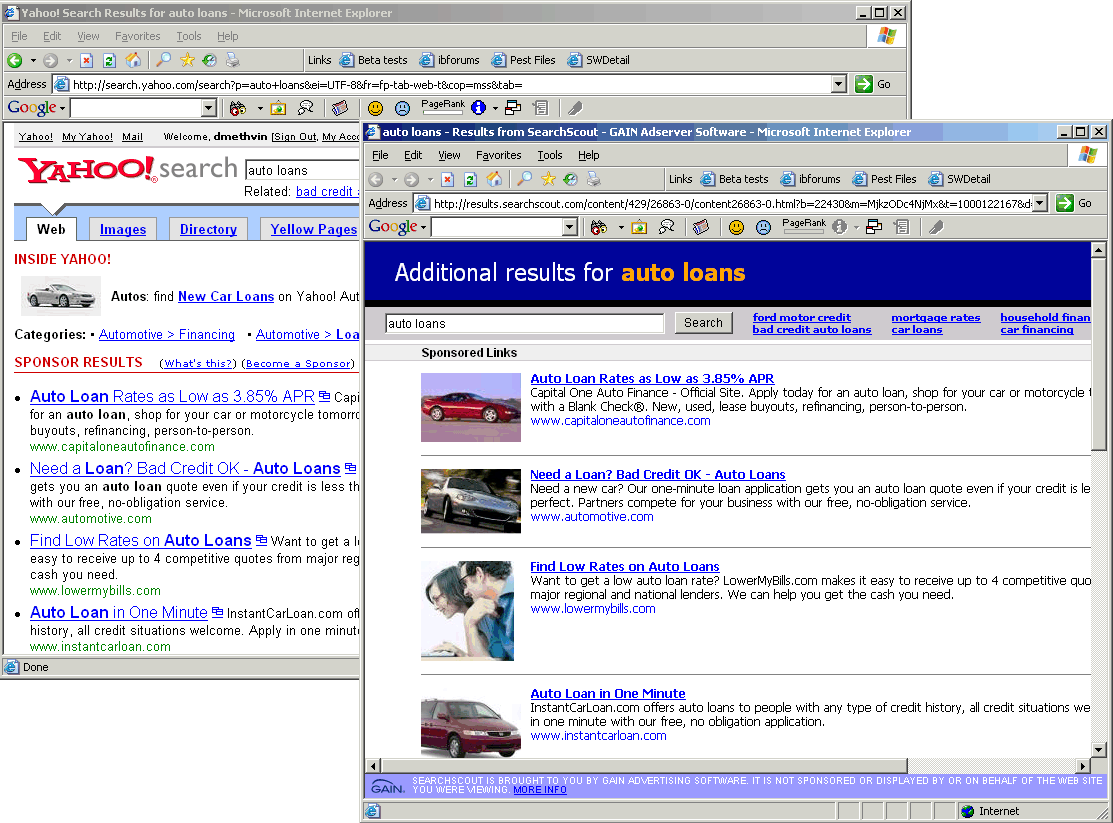 Yahoo! Search Results for auto loans - Microsoft Internet Explorer
File Edit View Favorites Tools Help
Links Beta tests ibforums Pest Files SWDetail
Address http://search.yahoo.com/search?p=auto+loans&ei=UTF-8&fr=fp-tab-web-t&cop=mss&tab= Go
Google PageRank
Yahoo! My Yahoo! Mail Welcome, dmethvin [Sign Out, My Acco
YAHOO! search auto loans
Related: bad credit
Web Images Directory Yellow Pages
INSIDE YAHOO!
Autos: find New Car Loans on Yahoo! Aut
Categories: • Automotive > Financing • Automotive > Loa
SPONSOR RESULTS (What's this?) (Become a Sponsor)
• Auto Loan Rates as Low as 3.85% APR Capi
for an auto loan, shop for your car or motorcycle tomorro
buyouts, refinancing, person-to-person.
www.capitaloneautofinance.com
• Need a Loan? Bad Credit OK - Auto Loans
gets you an auto loan quote even if your credit is less th
with our free, no-obligation service.
www.automotive.com
• Find Low Rates on Auto Loans Want to get a l
easy to receive up to 4 competitive quotes from major reg
cash you need.
www.lowermybills.com
• Auto Loan in One Minute InstantCarLoan.com off
history, all credit situations welcome. Apply in one minute
www.instantcarloan.com
Done
auto loans - Results from SearchScout - GAIN Adserver Software - Microsoft Internet Explorer
File Edit View Favorites Tools Help
Links Beta tests ibforums Pest Files SWDetail
Address http://results.searchscout.com/content/429/26863-0/content26863-0.html?b=22430&m=MjkzODc4NjMx&t=1000122167&d Go
Google PageRank
Additional results for auto loans
auto loans Search
ford motor credit mortgage rates household finan
bad credit auto loans car loans car financing
Sponsored Links
Auto Loan Rates as Low as 3.85% APR
Capital One Auto Finance - Official Site. Apply today for an auto loan, shop for your car or motorcycle t
with a Blank Check®. New, used, lease buyouts, refinancing, person-to-person.
www.capitaloneautofinance.com
Need a Loan? Bad Credit OK - Auto Loans
Need a new car? Our one-minute loan application gets you an auto loan quote even if your credit is le
perfect. Partners compete for your business with our free, no-obligation service.
www.automotive.com
Find Low Rates on Auto Loans
Want to get a low auto loan rate? LowerMyBills.com makes it easy to receive up to 4 competitive quo
major regional and national lenders. We can help you get the cash you need.
www.lowermybills.com
Auto Loan in One Minute
InstantCarLoan.com offers auto loans to people with any type of credit history, all credit situations we
in one minute with our free, no obligation application.
www.instantcarloan.com
GAIN. SEARCHSCOUT IS BROUGHT TO YOU BY GAIN ADVERTISING SOFTWARE. IT IS NOT SPONSORED OR DISPLAYED BY OR ON BEHALF OF THE WEB SITE
YOU WERE VIEWING. MORE INFO
Internet